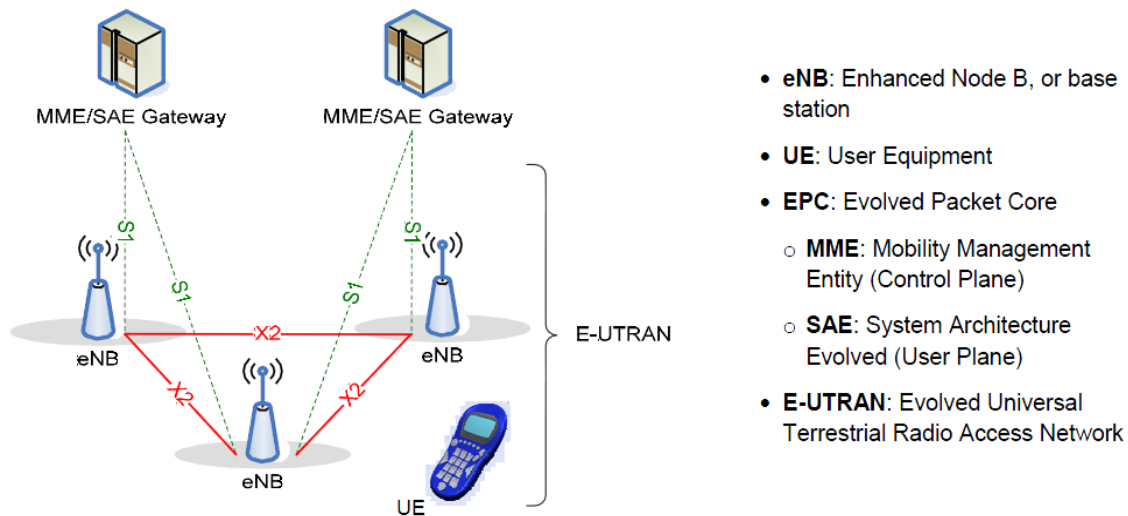 MME/SAE Gateway
MME/SAE Gateway
S1
S1
S1
S1
X2
eNB
eNB
X2
X2
eNB
UE
E-UTRAN
• eNB: Enhanced Node B, or base
station
• UE: User Equipment
• EPC: Evolved Packet Core
o MME: Mobility Management
Entity (Control Plane)
o SAE: System Architecture
Evolved (User Plane)
• E-UTRAN: Evolved Universal
Terrestrial Radio Access Network